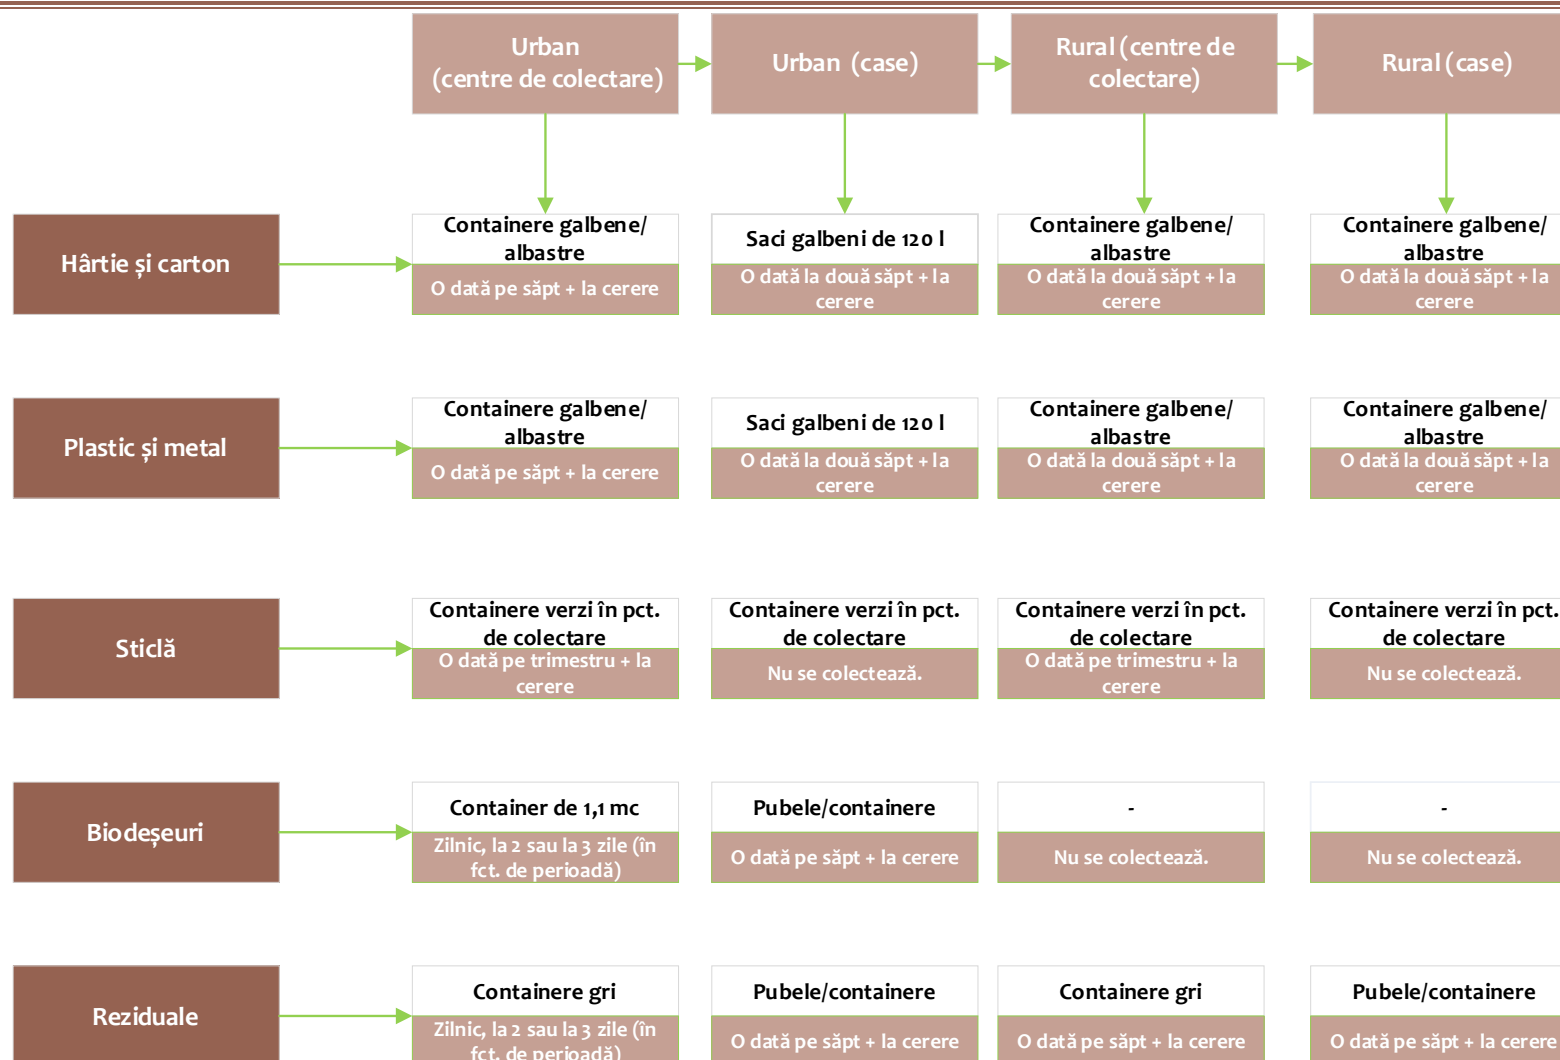 Urban
(centre de colectare)
Urban (case)
Rural (centre de
colectare)
Rural (case)
Hârtie și carton
Containere galbene/
albastre
O dată pe săpt + la cerere
Saci galbeni de 120 l
O dată la două săpt + la
cerere
Containere galbene/
albastre
O dată la două săpt + la
cerere
Containere galbene/
albastre
O dată la două săpt + la
cerere
Plastic și metal
Containere galbene/
albastre
O dată pe săpt + la cerere
Saci galbeni de 120 l
O dată la două săpt + la
cerere
Containere galbene/
albastre
O dată la două săpt + la
cerere
Containere galbene/
albastre
O dată la două săpt + la
cerere
Sticlă
Containere verzi în pct.
de colectare
O dată pe trimestru + la
cerere
Containere verzi în pct.
de colectare
Nu se colectează.
Containere verzi în pct.
de colectare
O dată pe trimestru + la
cerere
Containere verzi în pct.
de colectare
Nu se colectează.
Biodeșeuri
Container de 1,1 mc
Zilnic, la 2 sau la 3 zile (în
fct. de perioadă)
Pubele/containere
O dată pe săpt + la cerere
-
Nu se colectează.
-
Nu se colectează.
Reziduale
Containere gri
Zilnic, la 2 sau la 3 zile (în
fct. de perioadă)
Pubele/containere
O dată pe săpt + la cerere
Containere gri
O dată pe săpt + la cerere
Pubele/containere
O dată pe săpt + la cerere